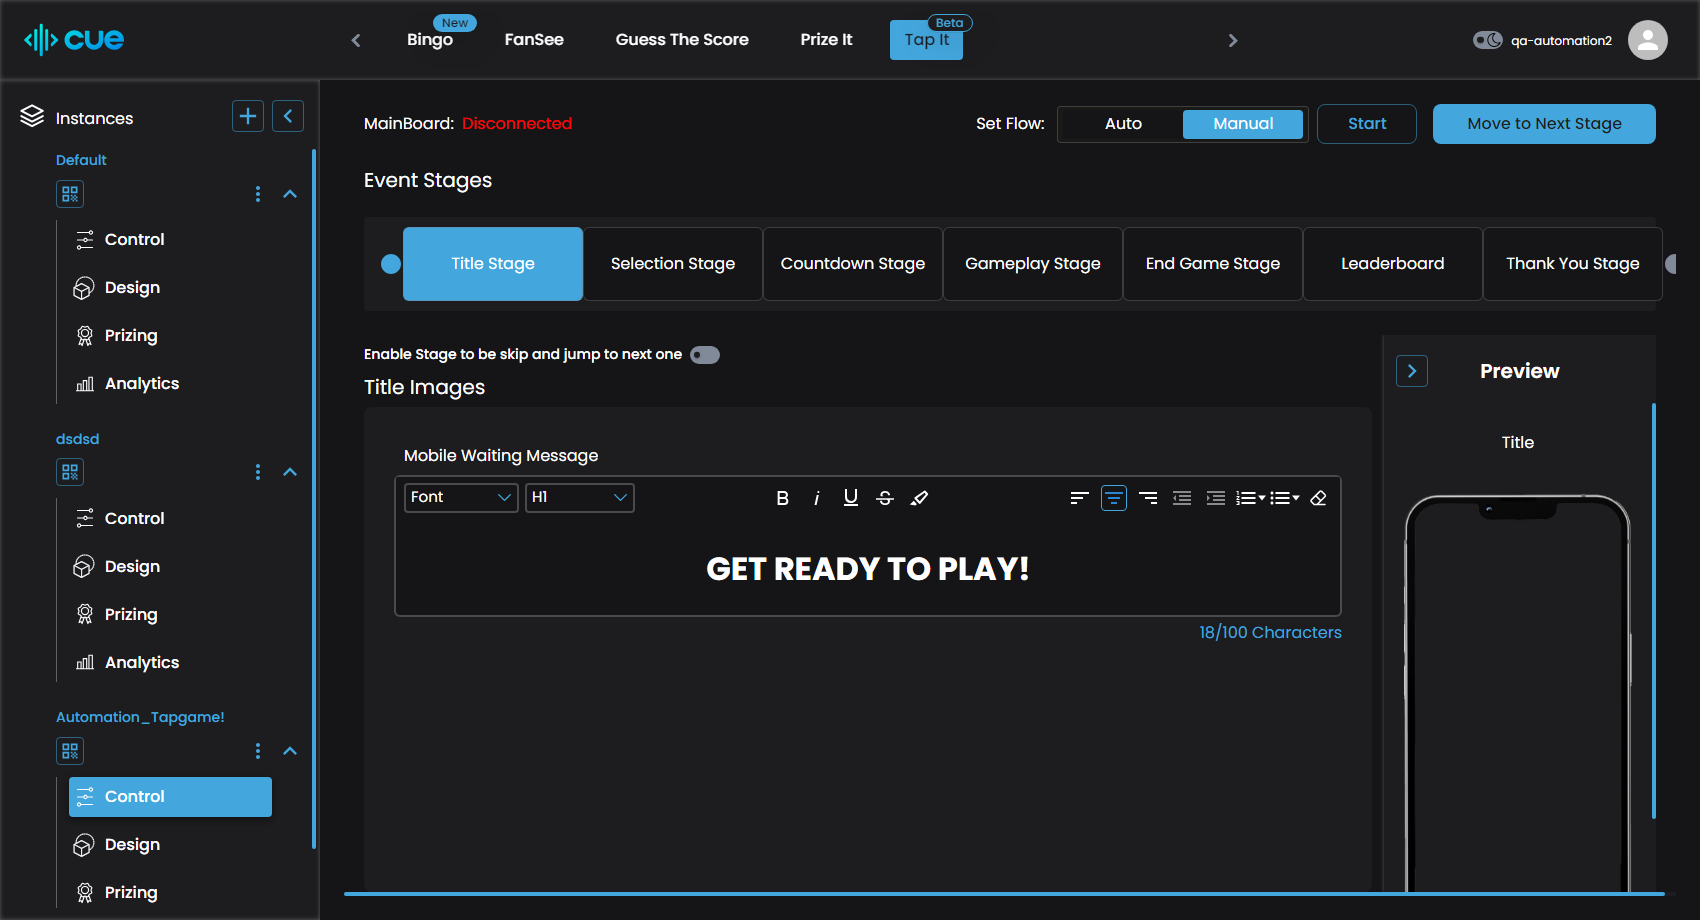 cue
Bingo
New
FanSee
Guess The Score
Prize It
Tap It
Beta
qa-automation2
Instances
Default
Control
Design
Prizing
Analytics
dsdsd
Control
Design
Prizing
Analytics
Automation_Tapgame!
Control
Design
Prizing
MainBoard: Disconnected
Set Flow: Auto Manual Start Move to Next Stage
Event Stages
Title Stage
Selection Stage
Countdown Stage
Gameplay Stage
End Game Stage
Leaderboard
Thank You Stage
Enable Stage to be skip and jump to next one
Title Images
Mobile Waiting Message
Font
H1
B i U S
GET READY TO PLAY!
18/100 Characters
Preview
Title